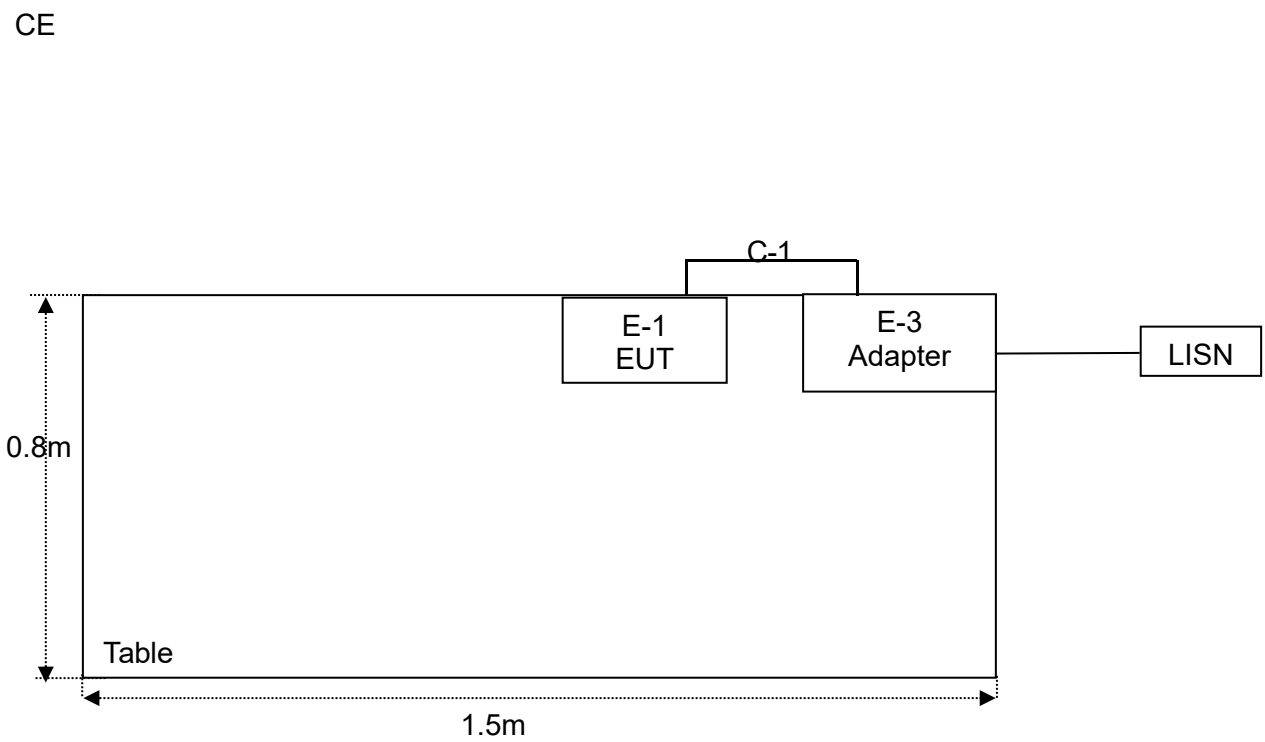 CE
C-1
E-1
EUT
E-3
Adapter
LISN
0.8m
Table
1.5m